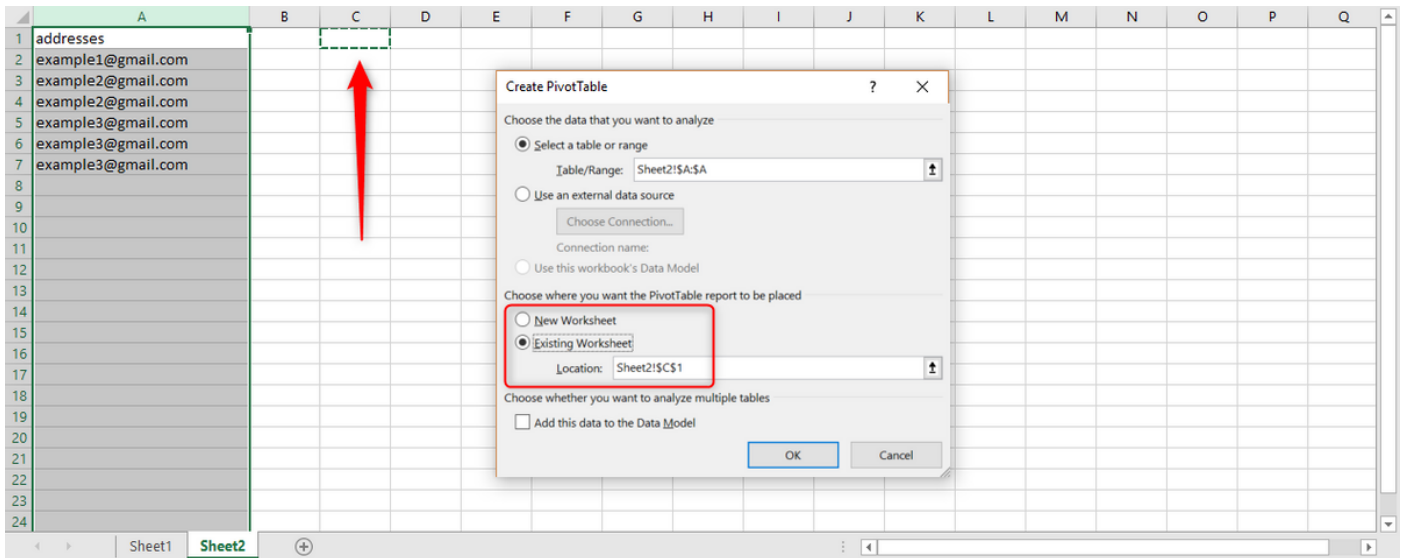 A B C D E F G H I J K L M N O P Q
1 addresses
2 example1@gmail.com
3 example2@gmail.com
4 example2@gmail.com
5 example3@gmail.com
6 example3@gmail.com
7 example3@gmail.com
8
9
10
11
12
13
14
15
16
17
18
19
20
21
22
23
24
Create PivotTable ? X
Choose the data that you want to analyze
Select a table or range
Table/Range: Sheet2!$A:$A
Use an external data source
Choose Connection...
Connection name:
Use this workbook's Data Model
Choose where you want the PivotTable report to be placed
New Worksheet
Existing Worksheet
Location: Sheet2!$C$1
Choose whether you want to analyze multiple tables
Add this data to the Data Model
OK Cancel
Sheet1 Sheet2